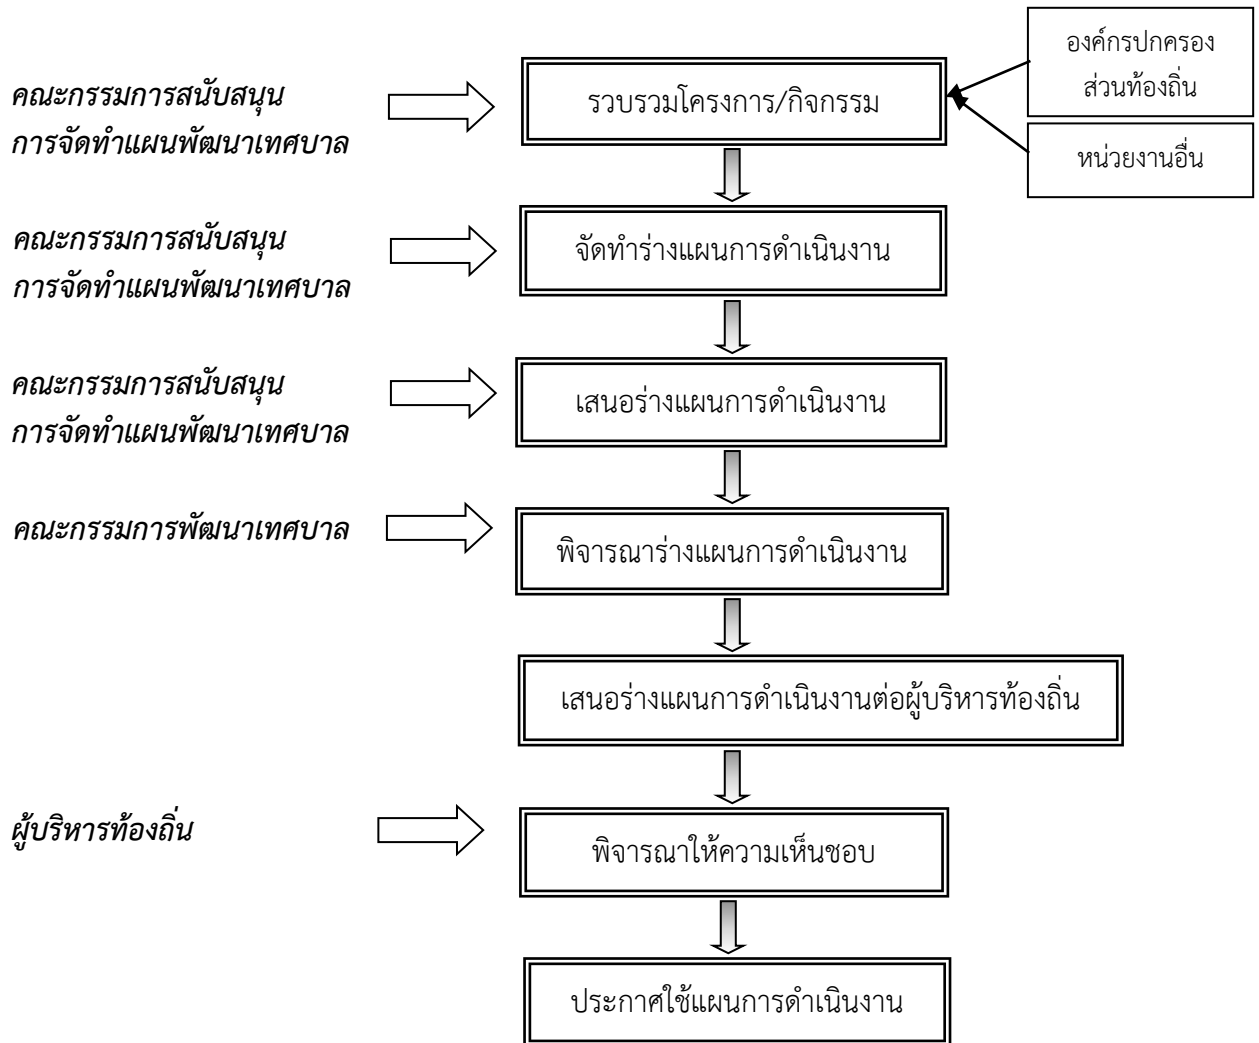 องค์กรปกครอง
ส่วนท้องถิ่น
คณะกรรมการสนับสนุน
การจัดทำแผนพัฒนาเทศบาล
รวบรวมโครงการ/กิจกรรม
หน่วยงานอื่น
คณะกรรมการสนับสนุน
การจัดทำแผนพัฒนาเทศบาล
จัดทำร่างแผนการดำเนินงาน
คณะกรรมการสนับสนุน
การจัดทำแผนพัฒนาเทศบาล
เสนอร่างแผนการดำเนินงาน
คณะกรรมการพัฒนาเทศบาล
พิจารณาร่างแผนการดำเนินงาน
เสนอร่างแผนการดำเนินงานต่อผู้บริหารท้องถิ่น
ผู้บริหารท้องถิ่น
พิจารณาให้ความเห็นชอบ
ประกาศใช้แผนการดำเนินงาน